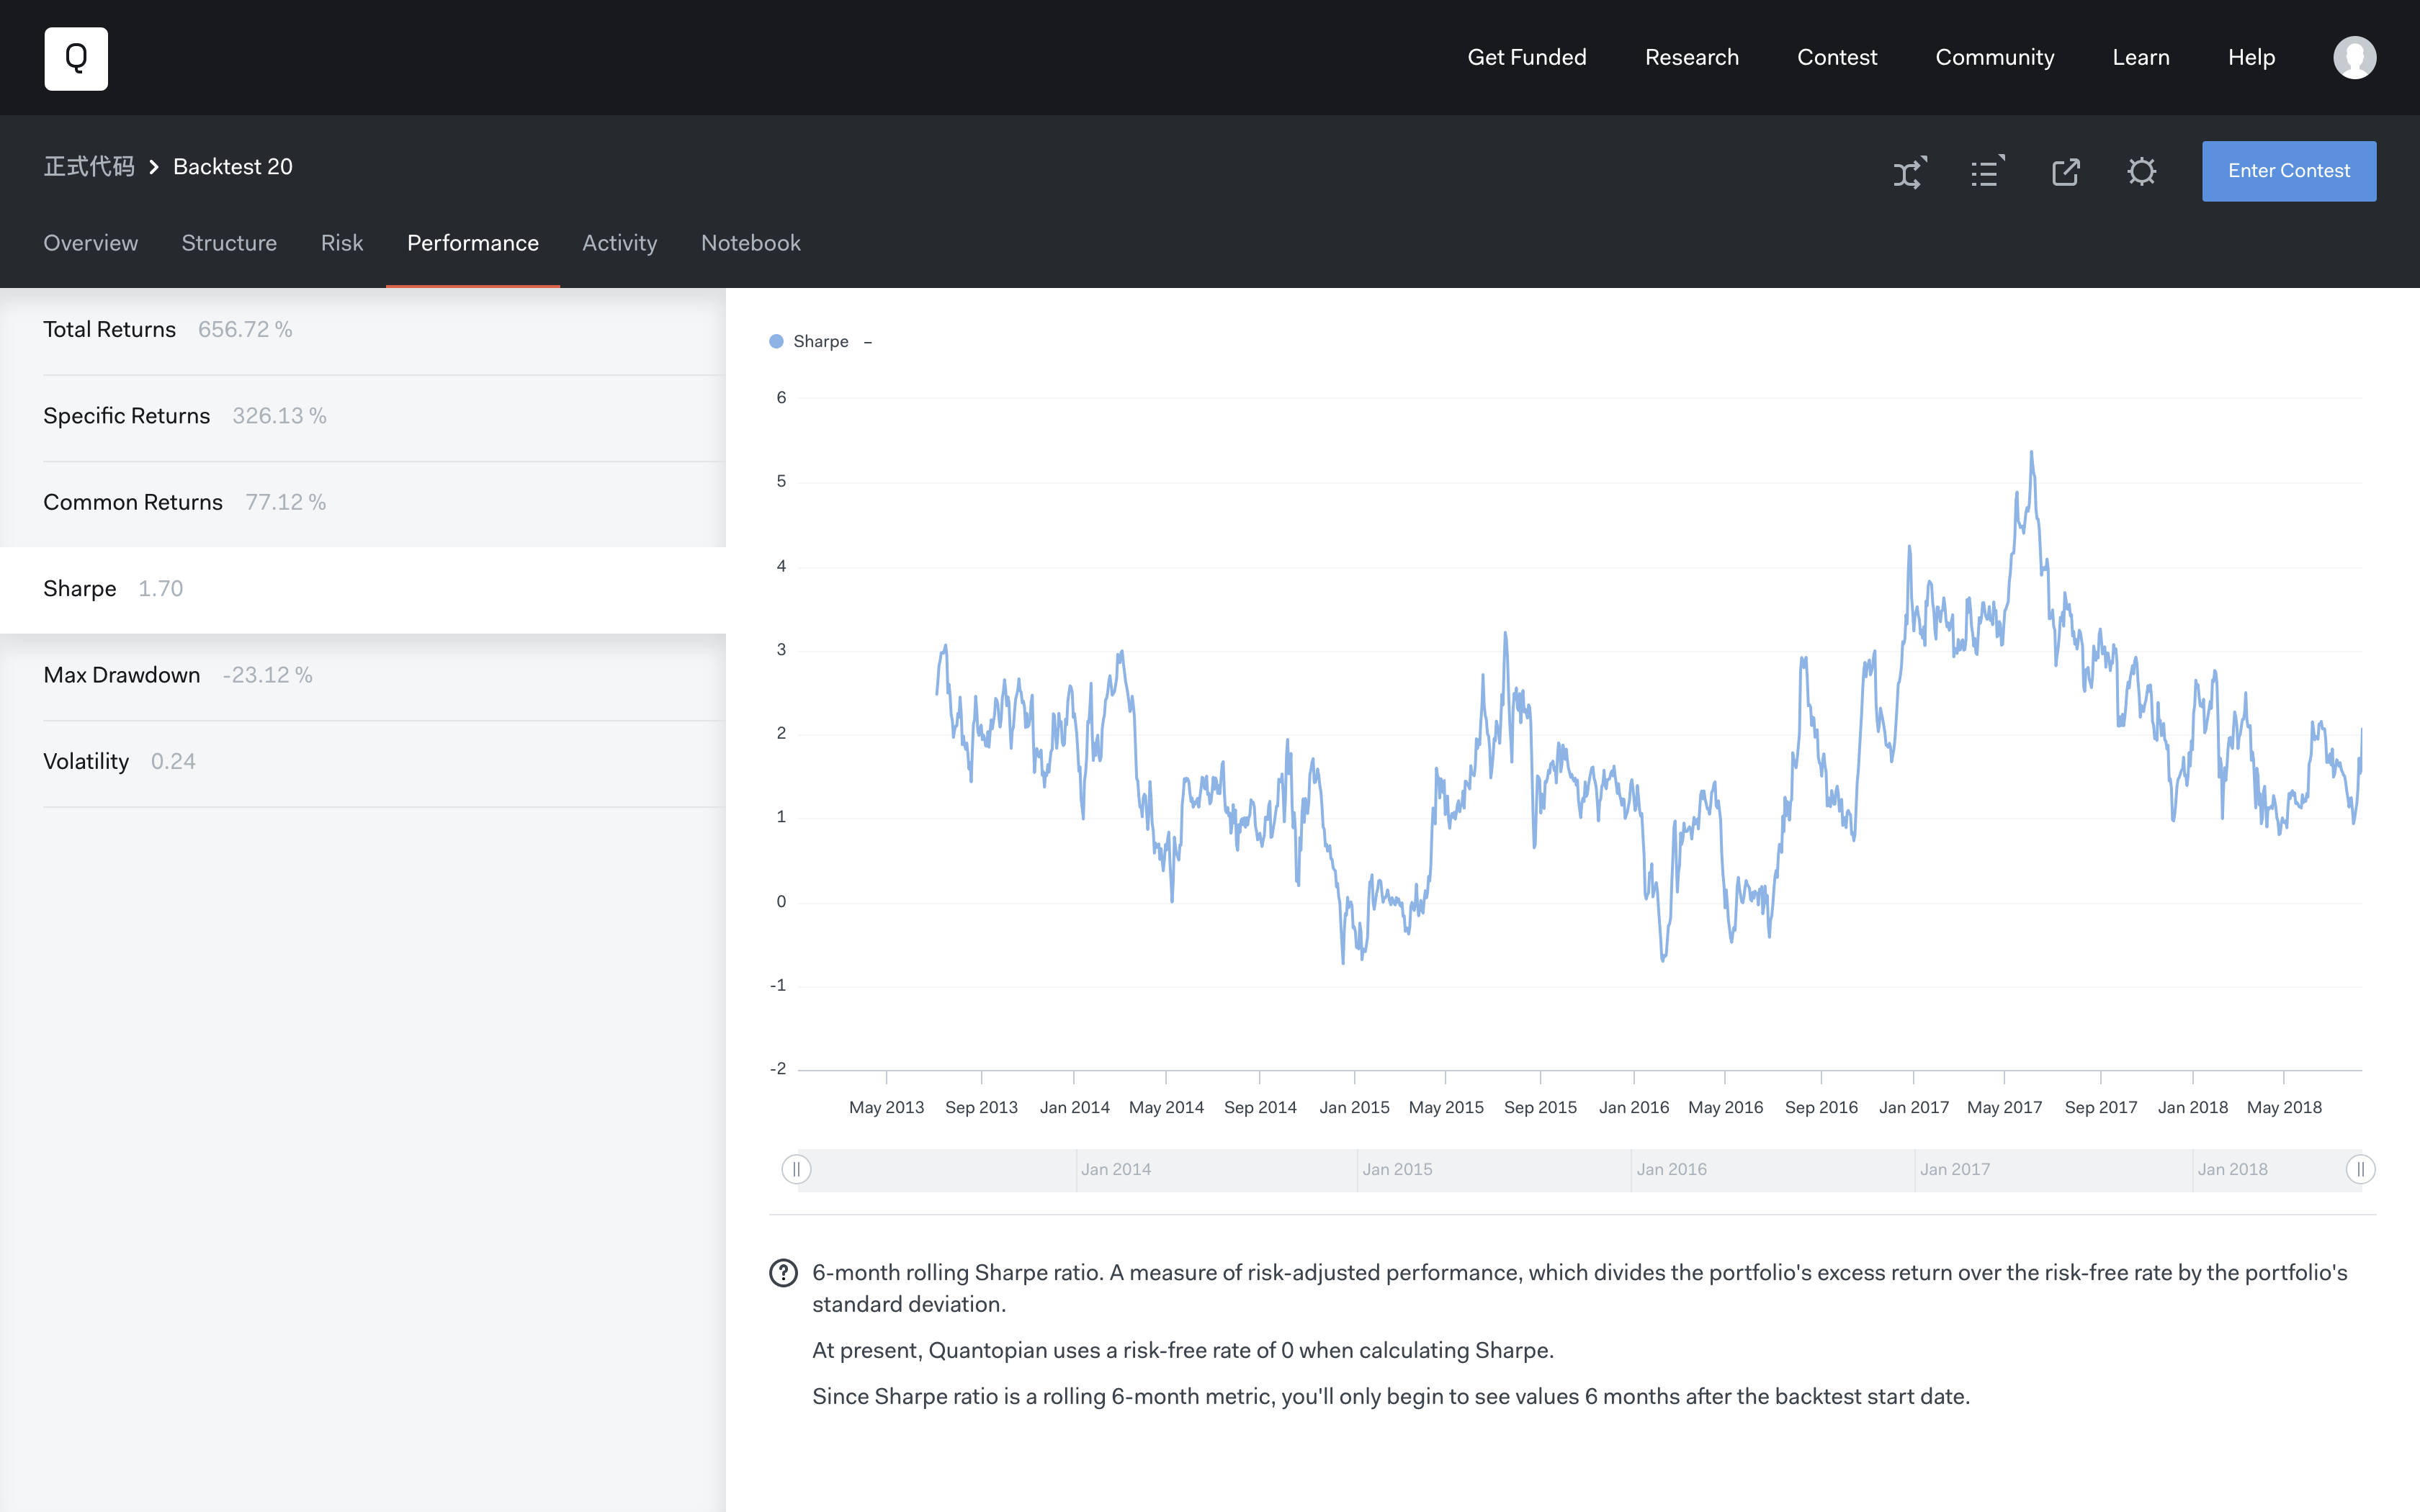 Q
Get Funded Research Contest Community Learn Help
正式代码 Backtest 20
Enter Contest
Overview Structure Risk Performance Activity Notebook
Total Returns 656.72 %
Specific Returns 326.13 %
Common Returns 77.12 %
Sharpe 1.70
Max Drawdown -23.12 %
Volatility 0.24
Sharpe –
6
5
4
3
2
1
0
-1
-2
May 2013 Sep 2013 Jan 2014 May 2014 Sep 2014 Jan 2015 May 2015 Sep 2015 Jan 2016 May 2016 Sep 2016 Jan 2017 May 2017 Sep 2017 Jan 2018 May 2018
Jan 2014 Jan 2015 Jan 2016 Jan 2017 Jan 2018
6-month rolling Sharpe ratio. A measure of risk-adjusted performance, which divides the portfolio's excess return over the risk-free rate by the portfolio's
standard deviation.
At present, Quantopian uses a risk-free rate of 0 when calculating Sharpe.
Since Sharpe ratio is a rolling 6-month metric, you'll only begin to see values 6 months after the backtest start date.